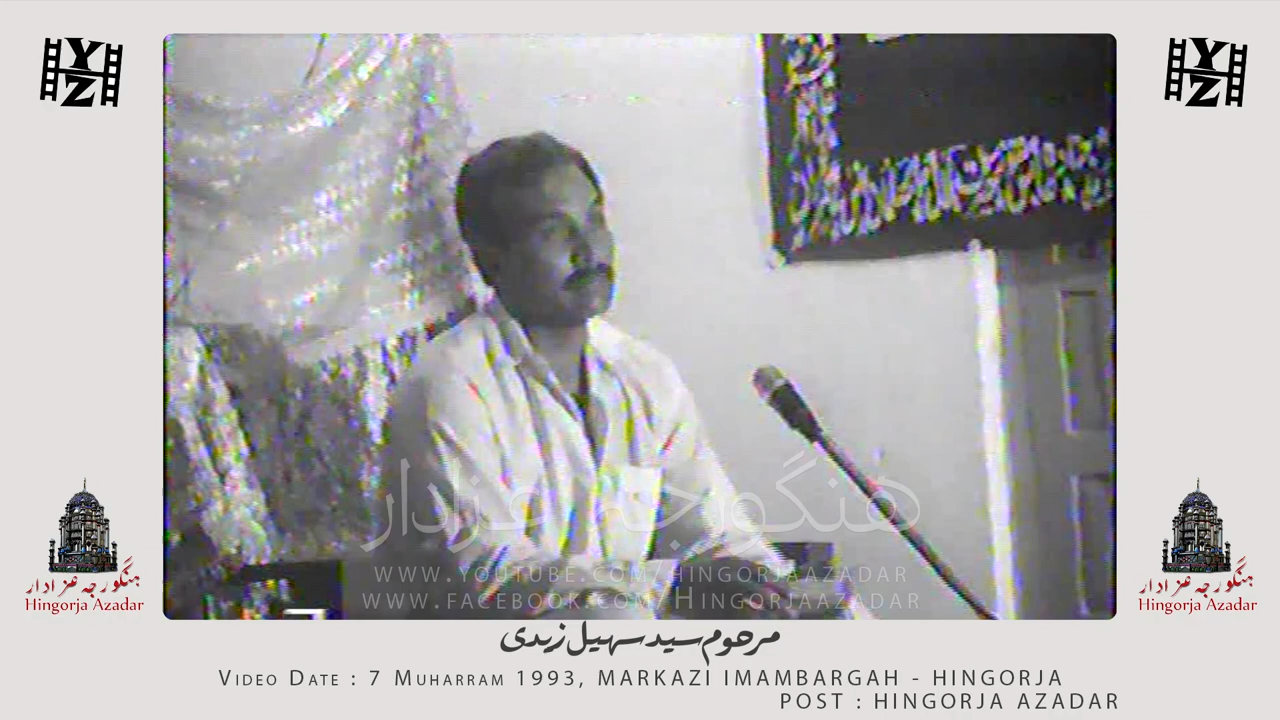 YZ
YZ
هنگورجہ عزادار
www.youtube.com/Hingorjaazadar
www.facebook.com/Hingorjaazadar
ہنگورجہ عزادار
Hingorja Azadar
ہنگورجہ عزادار
Hingorja Azadar
مرحوم سید سہیل زیدی
Video Date : 7 Muharram 1993, MARKAZI IMAMBARGAH - HINGORJA
POST : HINGORJA AZADAR